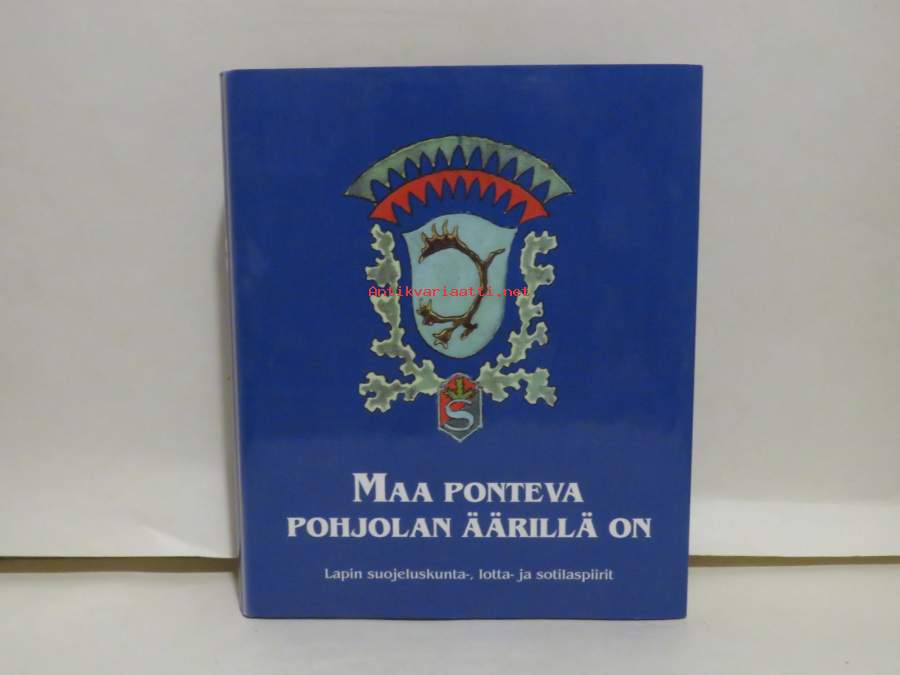 Antikvariaatti.net
S
MAA PONTEVA
POHJOLAN ÄÄRILLÄ ON
Lapin suojeluskunta-, lotta- ja sotilaspiirit